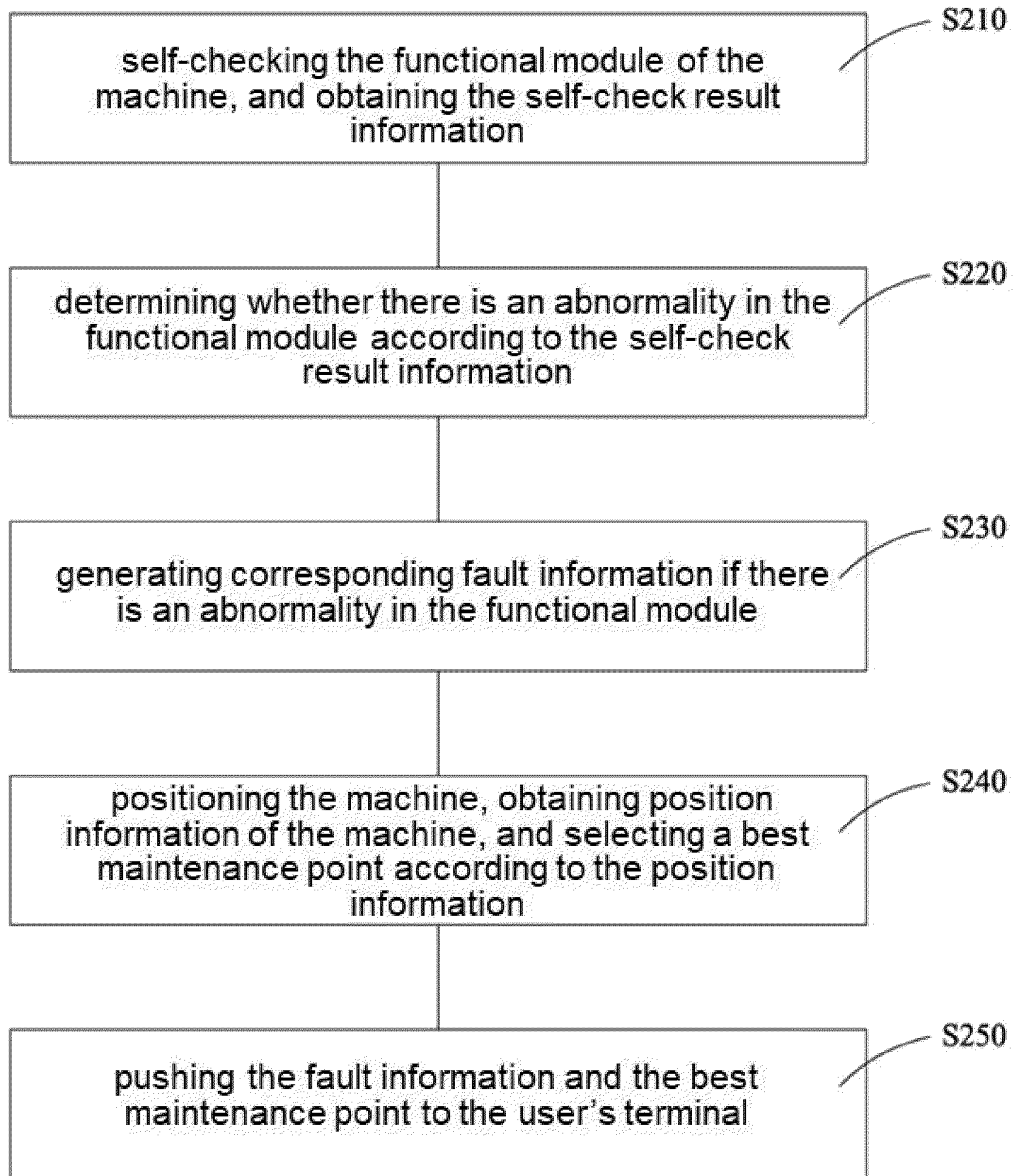 S210
self-checking the functional module of the
machine, and obtaining the self-check result
information
S220
determining whether there is an abnormality in the
functional module according to the self-check
result information
S230
generating corresponding fault information if there
is an abnormality in the functional module
S240
positioning the machine, obtaining position
information of the machine, and selecting a best
maintenance point according to the position
information
S250
pushing the fault information and the best
maintenance point to the user's terminal